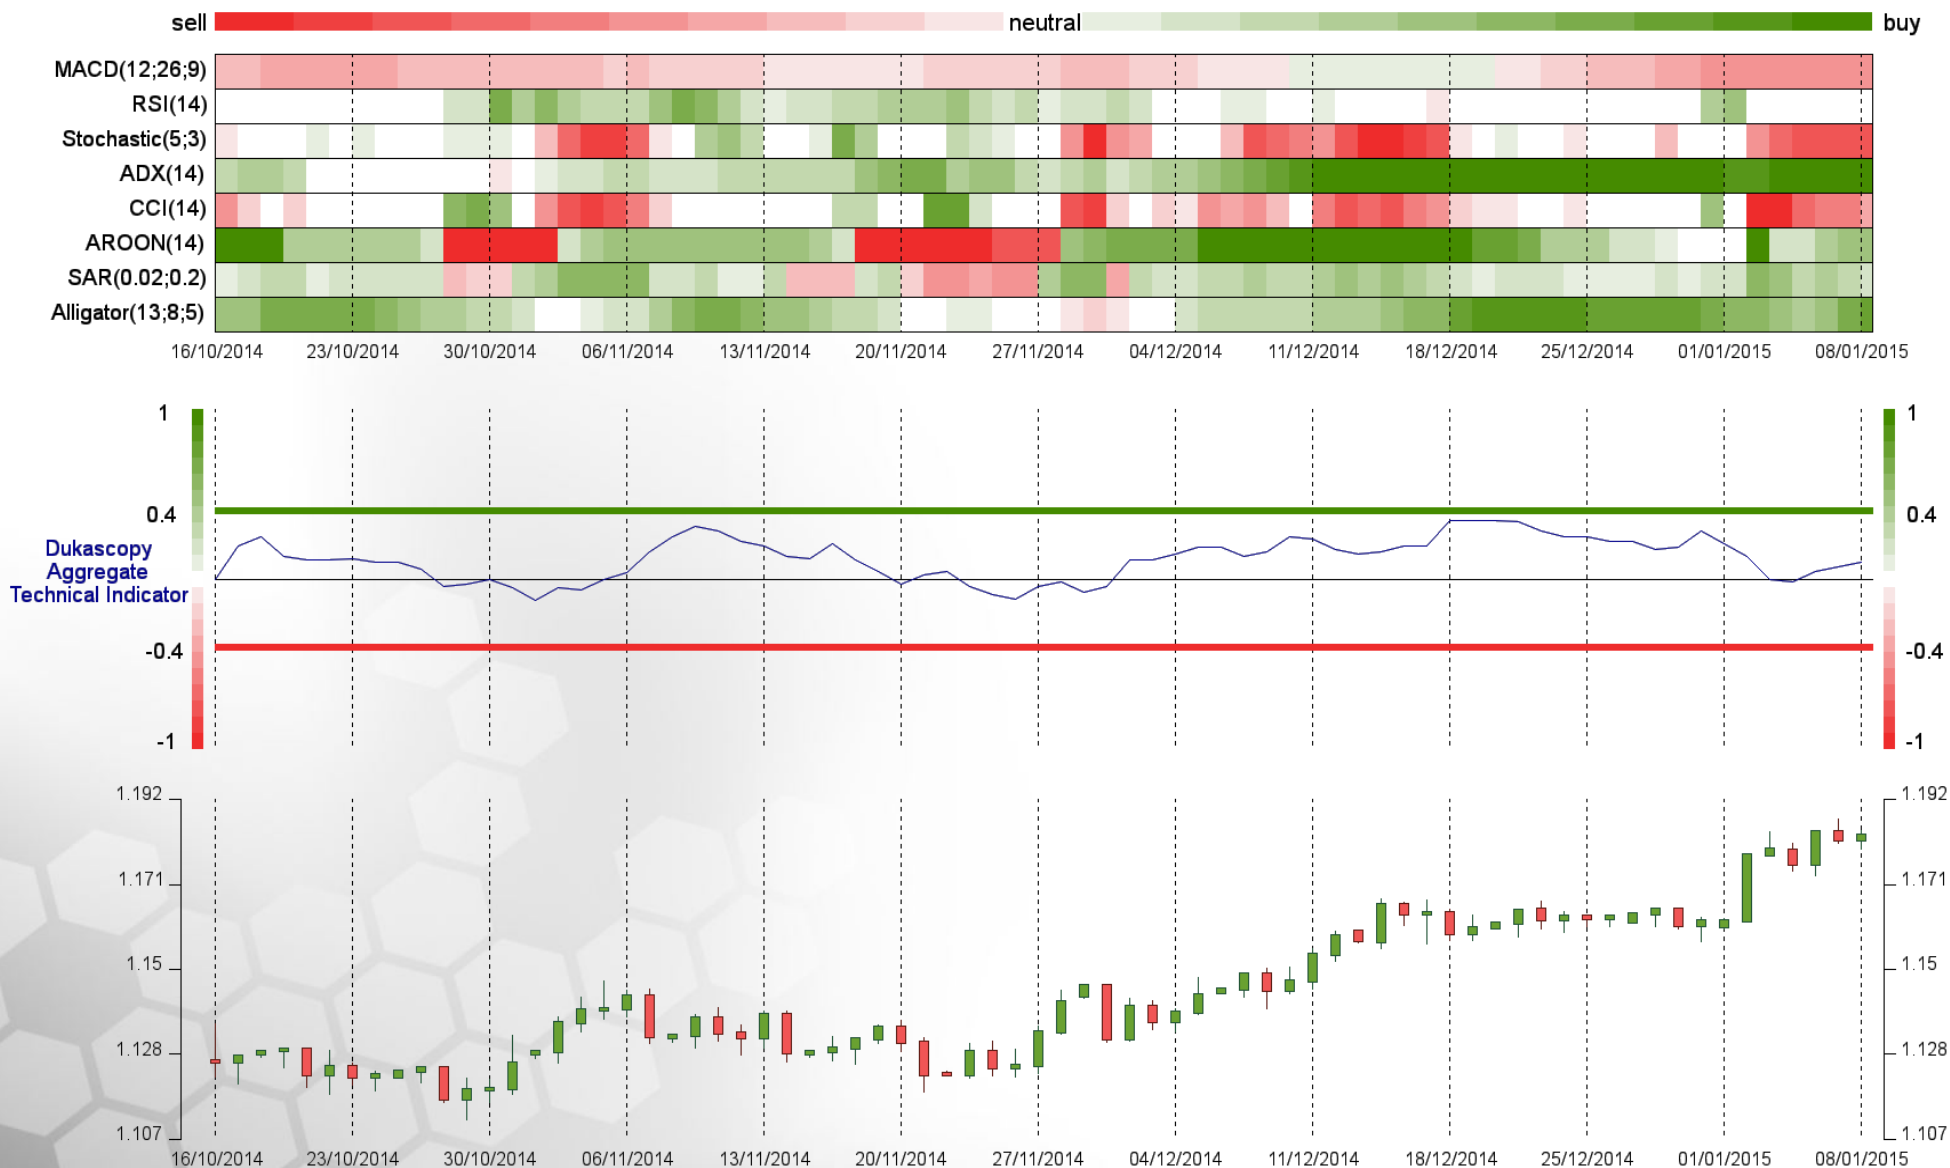 sell neutral buy
MACD(12;26;9)
RSI(14)
Stochastic(5;3)
ADX(14)
CCI(14)
AROON(14)
SAR(0.02;0.2)
Alligator(13;8;5)
16/10/2014 23/10/2014 30/10/2014 06/11/2014 13/11/2014 20/11/2014 27/11/2014 04/12/2014 11/12/2014 18/12/2014 25/12/2014 01/01/2015 08/01/2015
1 1
0.4 0.4
Dukascopy
Aggregate
Technical Indicator
-0.4 -0.4
-1 -1
1.192 1.192
1.171 1.171
1.15 1.15
1.128 1.128
1.107 1.107
16/10/2014 23/10/2014 30/10/2014 06/11/2014 13/11/2014 20/11/2014 27/11/2014 04/12/2014 11/12/2014 18/12/2014 25/12/2014 01/01/2015 08/01/2015